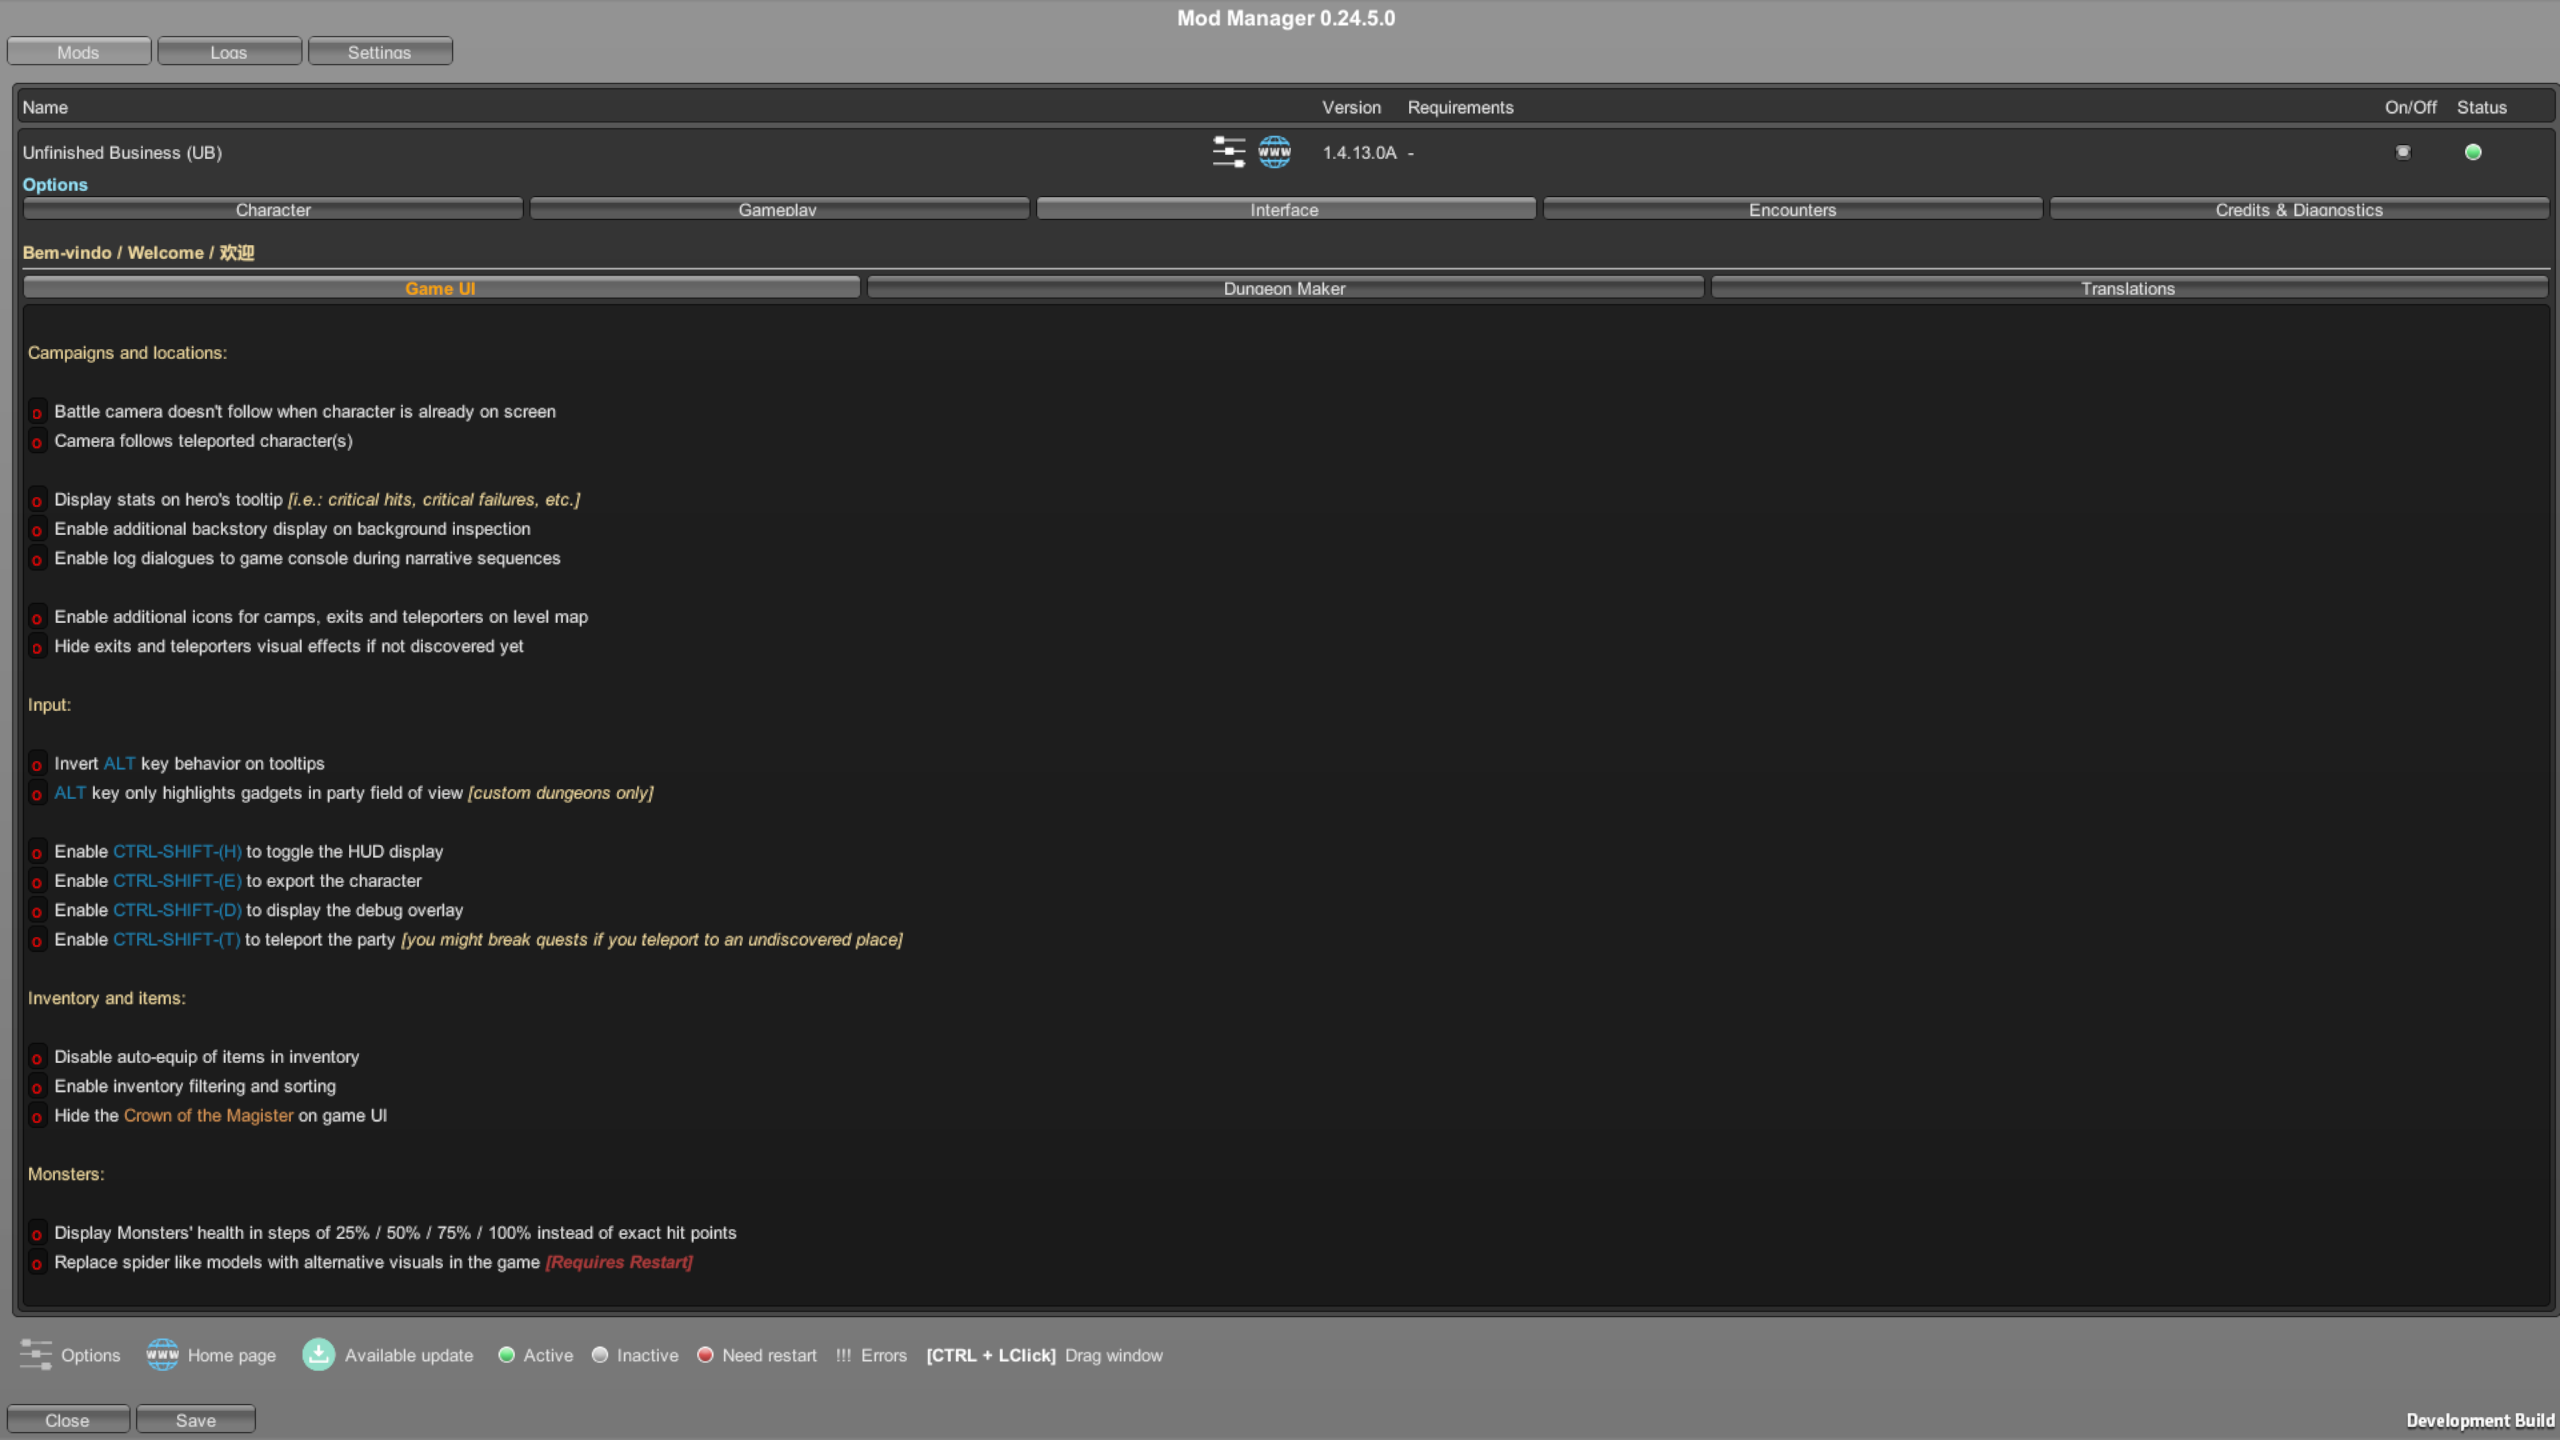 Mod Manager 0.24.5.0
Mods Logs Settings
Name Version Requirements On/Off Status
Unfinished Business (UB) www 1.4.13.0A - 
Options
Character Gameplay Interface Encounters Credits & Diagnostics
Bem-vindo / Welcome / 欢迎
Game UI Dungeon Maker Translations
Campaigns and locations:
o Battle camera doesn't follow when character is already on screen
o Camera follows teleported character(s)
o Display stats on hero's tooltip [i.e.: critical hits, critical failures, etc.]
o Enable additional backstory display on background inspection
o Enable log dialogues to game console during narrative sequences
o Enable additional icons for camps, exits and teleporters on level map
o Hide exits and teleporters visual effects if not discovered yet
Input:
o Invert ALT key behavior on tooltips
o ALT key only highlights gadgets in party field of view [custom dungeons only]
o Enable CTRL-SHIFT-(H) to toggle the HUD display
o Enable CTRL-SHIFT-(E) to export the character
o Enable CTRL-SHIFT-(D) to display the debug overlay
o Enable CTRL-SHIFT-(T) to teleport the party [you might break quests if you teleport to an undiscovered place]
Inventory and items:
o Disable auto-equip of items in inventory
o Enable inventory filtering and sorting
o Hide the Crown of the Magister on game UI
Monsters:
o Display Monsters' health in steps of 25% / 50% / 75% / 100% instead of exact hit points
o Replace spider like models with alternative visuals in the game [Requires Restart]
Options www Home page Available update Active Inactive Need restart !!! Errors [CTRL + LClick] Drag window
Close Save Development Build